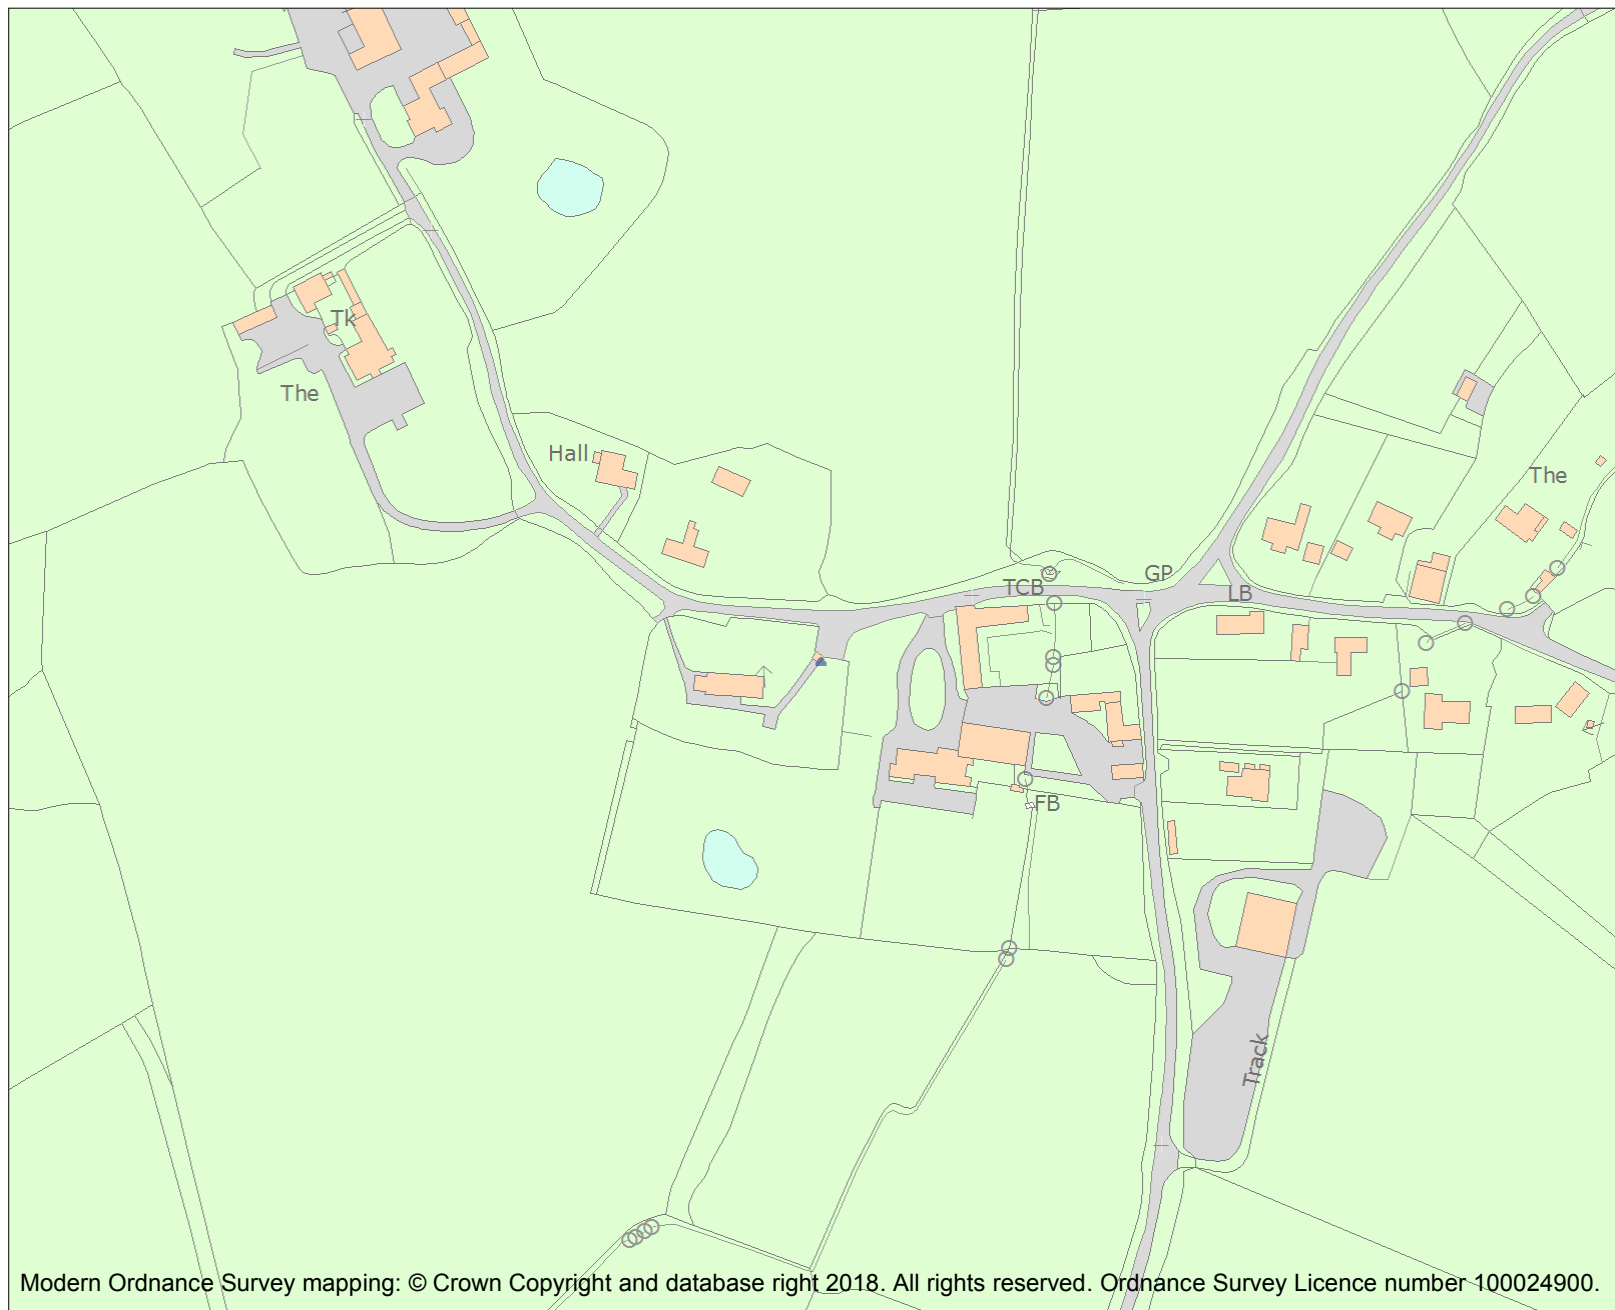 Tk
The
Hall
The
GP
TCB
LB
FB
Track
Modern Ordnance Survey mapping: © Crown Copyright and database right 2018. All rights reserved. Ordnance Survey Licence number 100024900.